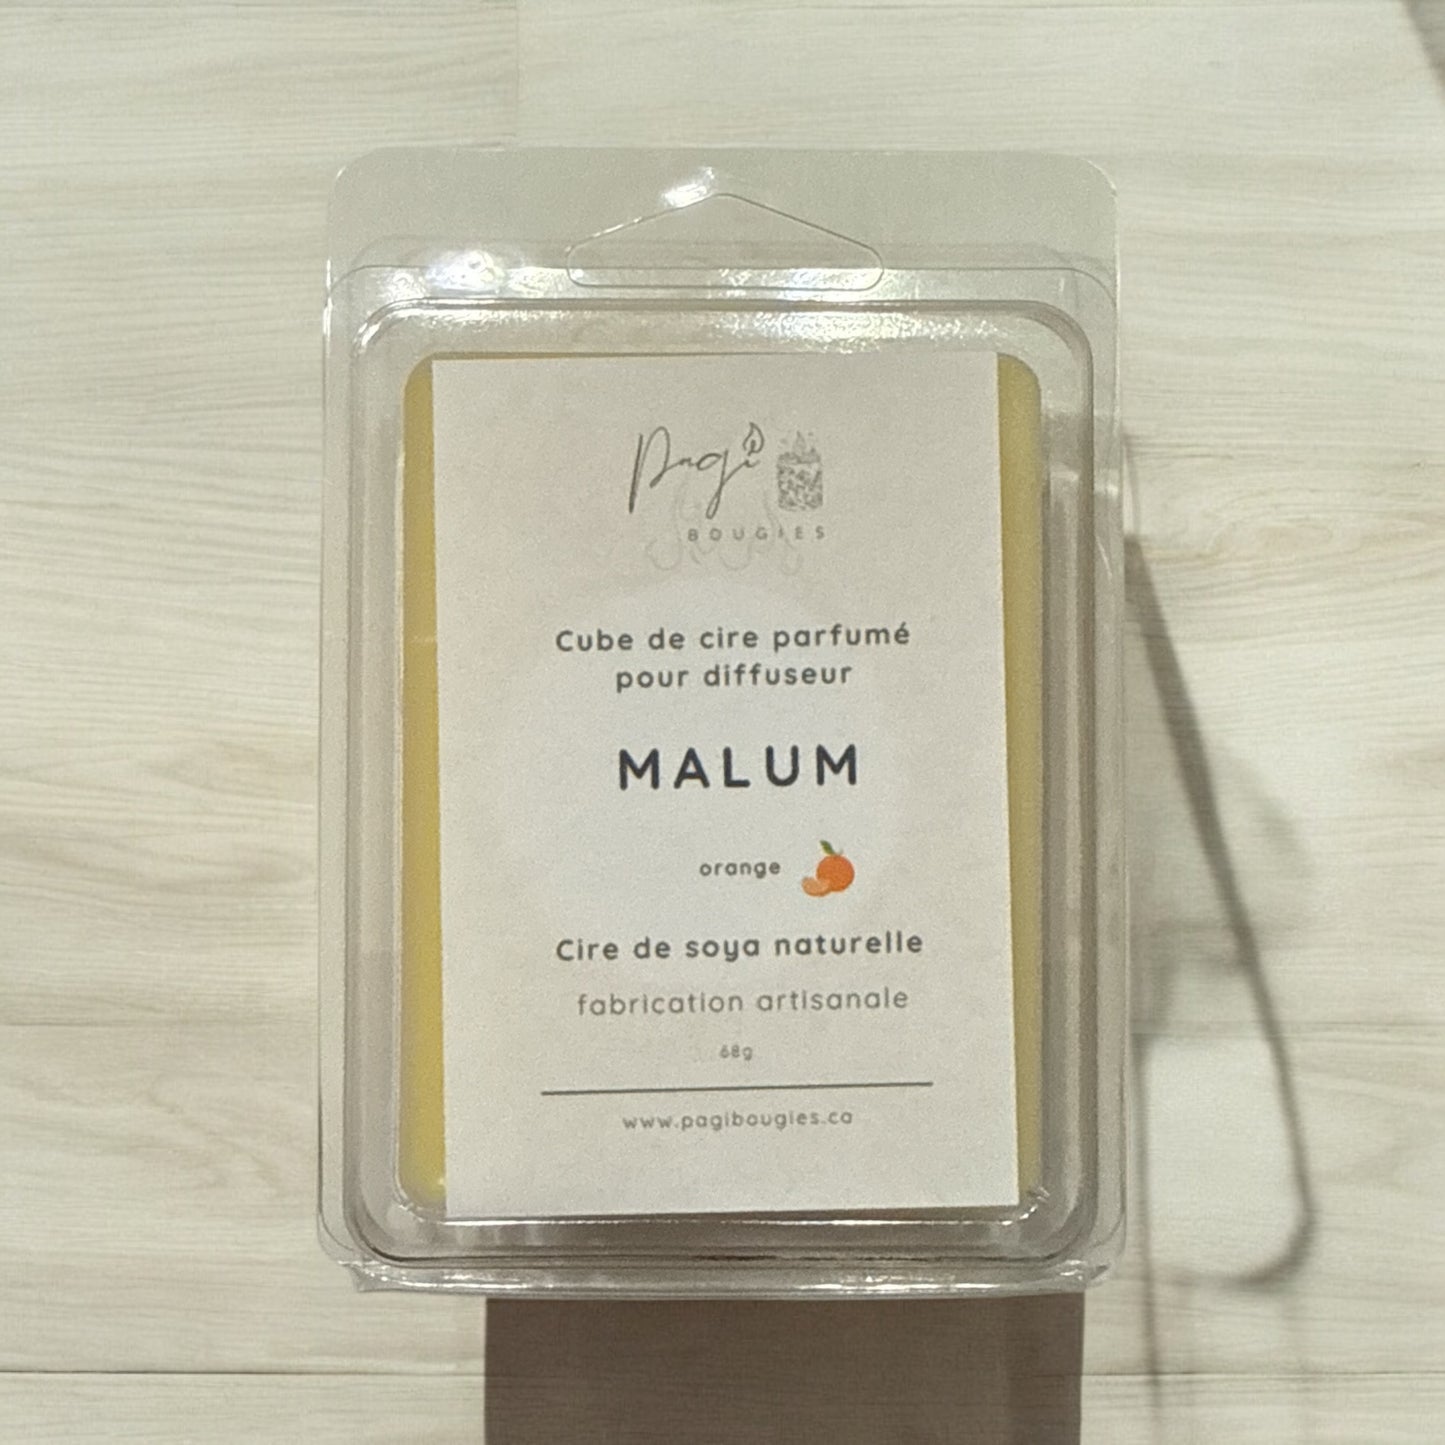 Pagi
BOUGIES
Cube de cire parfumé
pour diffuseur
MALUM
orange
Cire de soya naturelle
fabrication artisanale
68g
www.pagibougies.ca